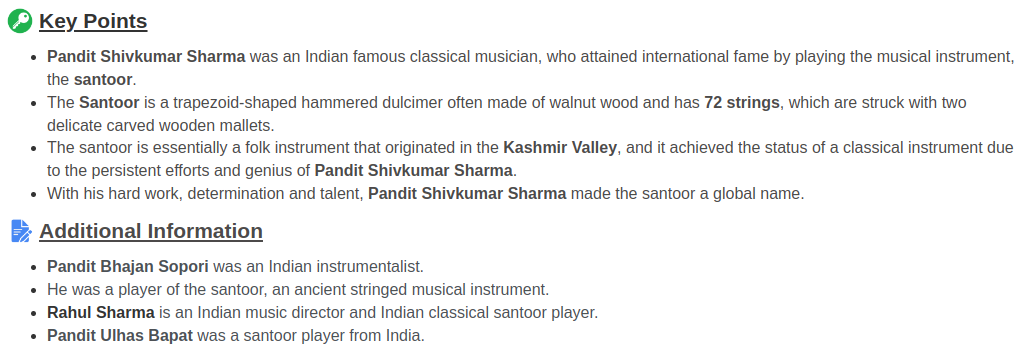 Key Points
Pandit Shivkumar Sharma was an Indian famous classical musician, who attained international fame by playing the musical instrument,
the santoor.
The Santoor is a trapezoid-shaped hammered dulcimer often made of walnut wood and has 72 strings, which are struck with two
delicate carved wooden mallets.
The santoor is essentially a folk instrument that originated in the Kashmir Valley, and it achieved the status of a classical instrument due
to the persistent efforts and genius of Pandit Shivkumar Sharma.
With his hard work, determination and talent, Pandit Shivkumar Sharma made the santoor a global name.
Additional Information
Pandit Bhajan Sopori was an Indian instrumentalist.
He was a player of the santoor, an ancient stringed musical instrument.
Rahul Sharma is an Indian music director and Indian classical santoor player.
Pandit Ulhas Bapat was a santoor player from India.